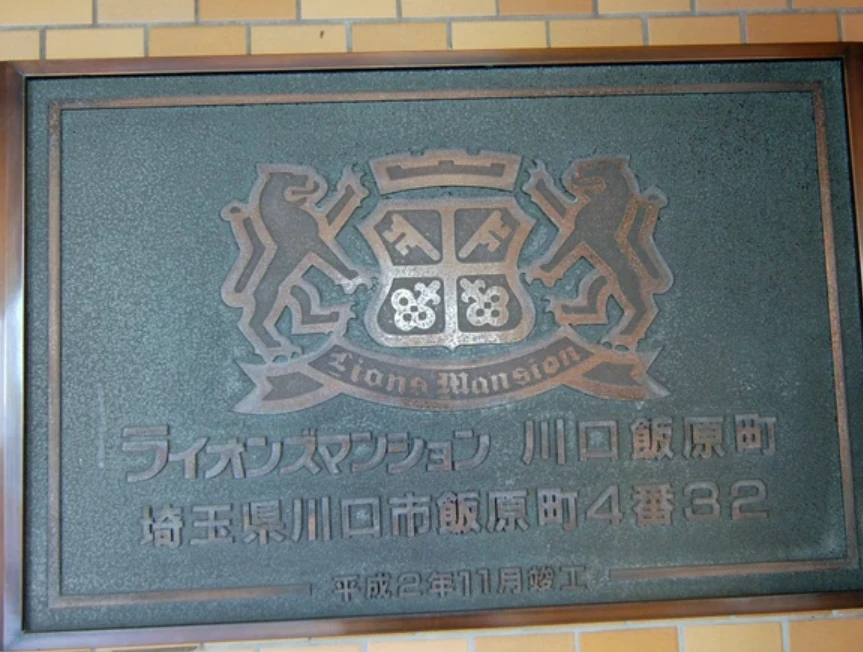 Lions Mansion
ライオンズマンション 川口飯原町
埼玉県川口市飯原町4番32
平成2年11月竣工